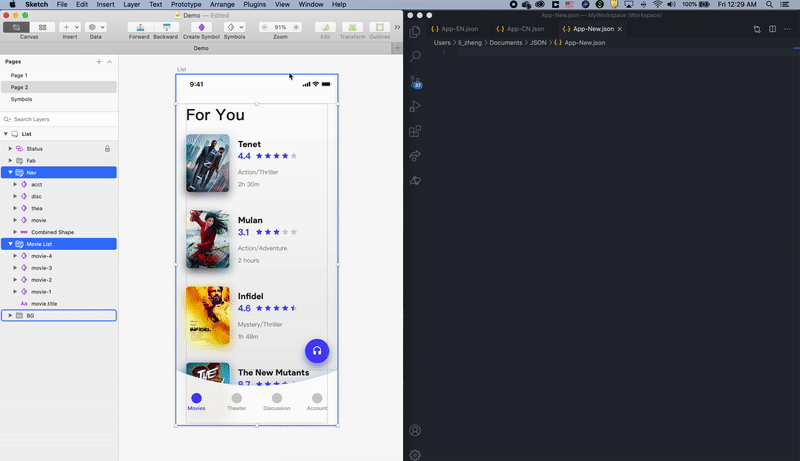 Sketch File Edit Insert Layer Text Prototype Arrange Plugins View Window Help 100% Fri 12:29 AM
Demo — Edited
App-New.json — MyWorkspace (Workspace)
91%
Canvas Insert Data Forward Backward Create Symbol Symbols Zoom Edit Transform Outlines
Demo
App-EN.json App-CN.json App-New.json
Users li_zheng Documents JSON App-New.json
Pages
Page 1
Page 2
Symbols
Search Layers
List
Status
Fab
Nav
acct
disc
thea
movie
Combined Shape
Movie List
movie-4
movie-3
movie-2
movie-1
Aa movie.title
BG
List
9:41
For You
Tenet
4.4
Action/Thriller
2h 30m
Mulan
3.1
Action/Adventure
2 hours
Infidel
4.6
Mystery/Thriller
1h 48m
INFIDEL
THE NEW
The New Mutants
8.7
Movies Theater Discussion Account
37